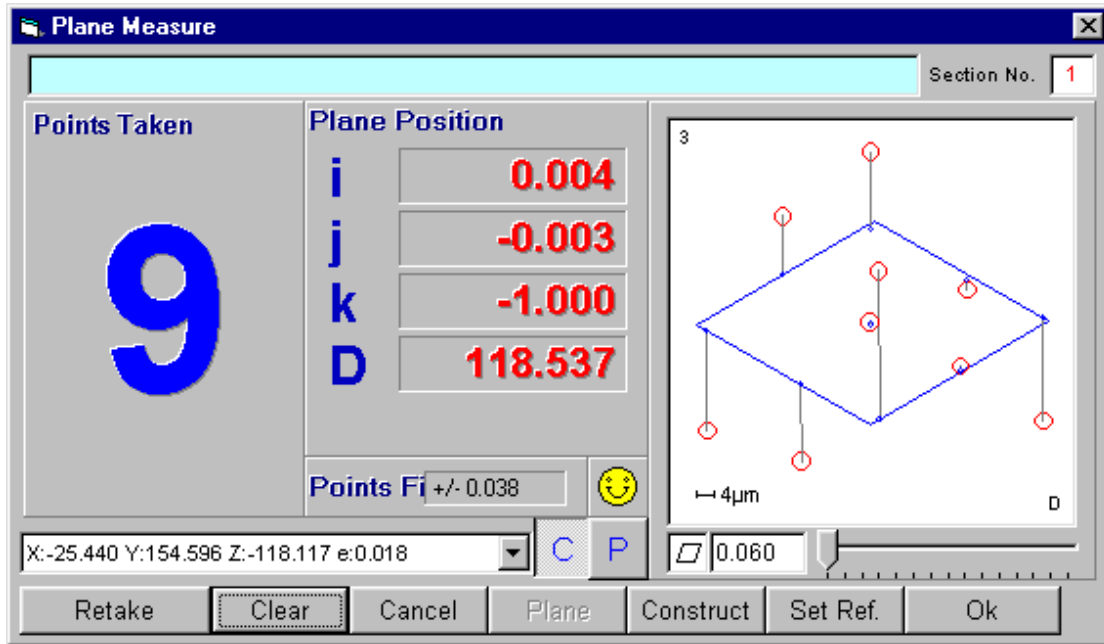 Plane Measure
Section No. 1
Points Taken
9
Plane Position
i 0.004
j -0.003
k -1.000
D 118.537
Points Fi +/- 0.038
3
4µm
D
X:-25.440 Y:154.596 Z:-118.117 e:0.018
C P
0.060
Retake Clear Cancel Plane Construct Set Ref. Ok